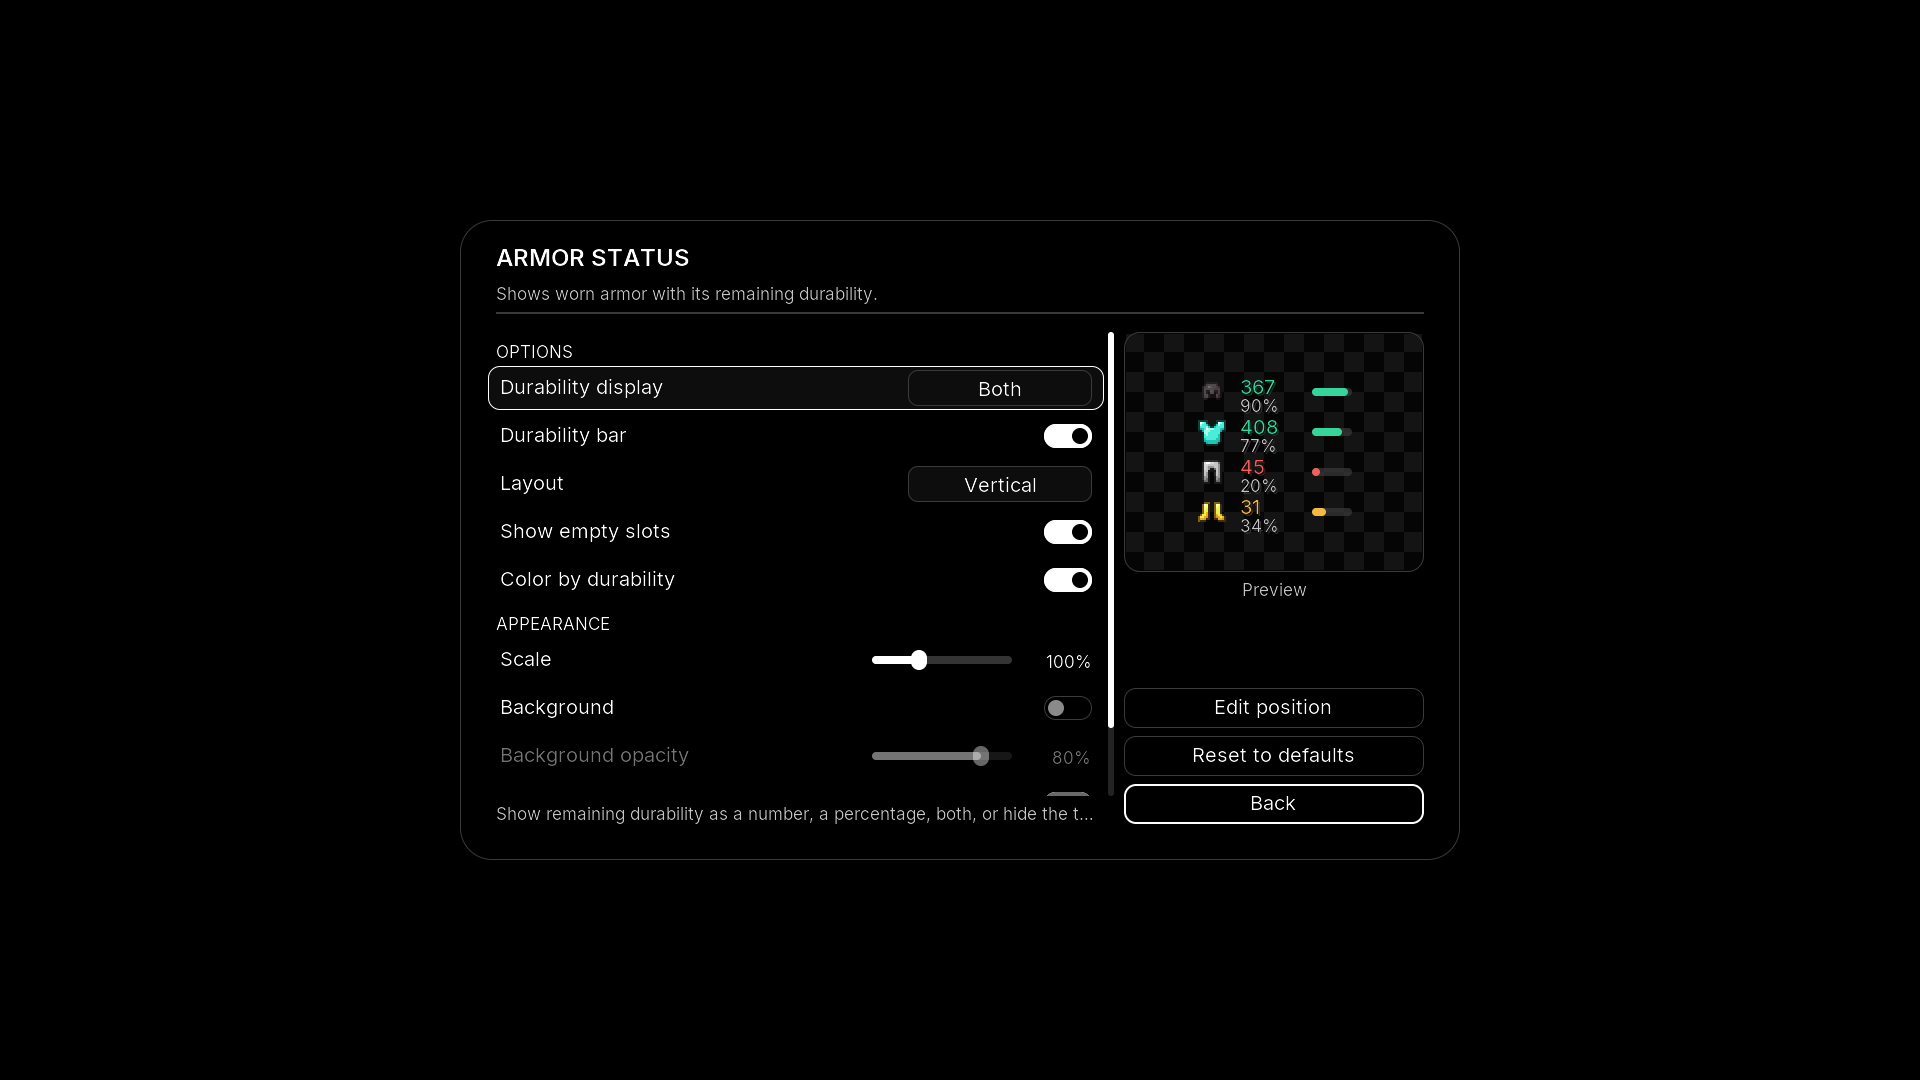 ARMOR STATUS
Shows worn armor with its remaining durability.
OPTIONS
Durability display
Both
Durability bar
Layout
Vertical
Show empty slots
Color by durability
APPEARANCE
Scale
100%
Background
Background opacity
80%
Show remaining durability as a number, a percentage, both, or hide the t...
367
90%
408
77%
45
20%
31
34%
Preview
Edit position
Reset to defaults
Back